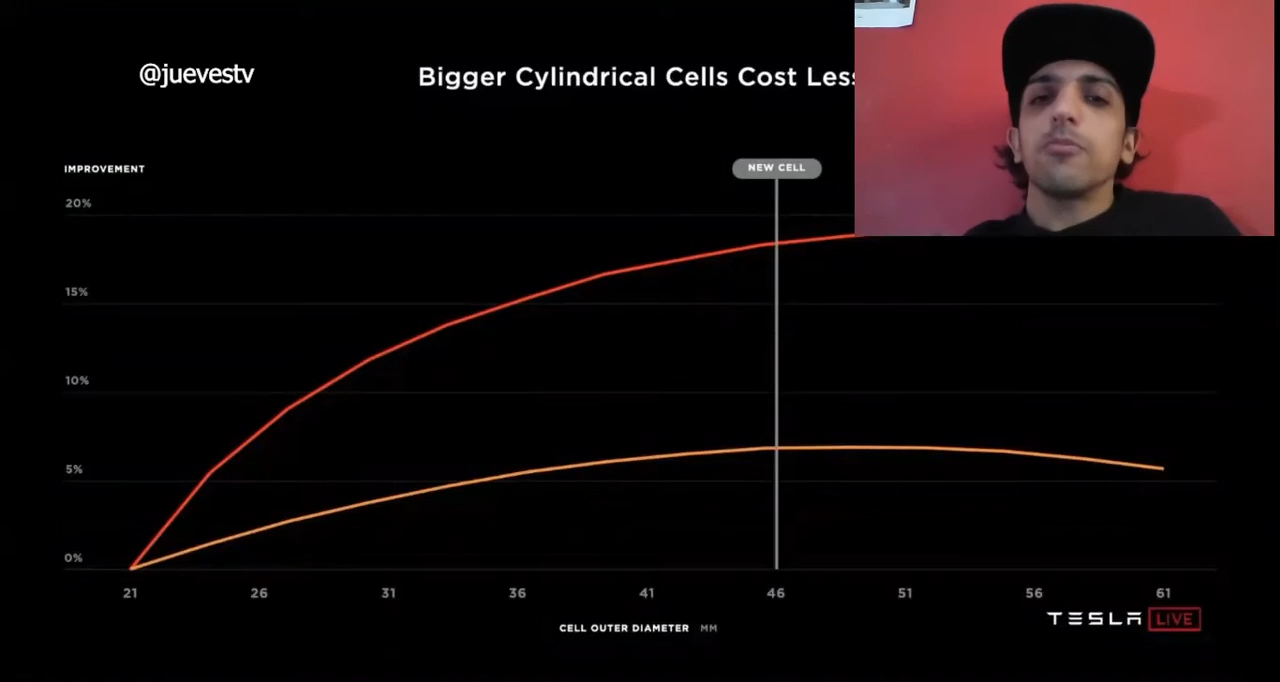 @juevestv
Bigger Cylindrical Cells Cost Less
IMPROVEMENT
NEW CELL
20%
15%
10%
5%
0%
21 26 31 36 41 46 51 56 61
CELL OUTER DIAMETER MM
TESLA LIVE